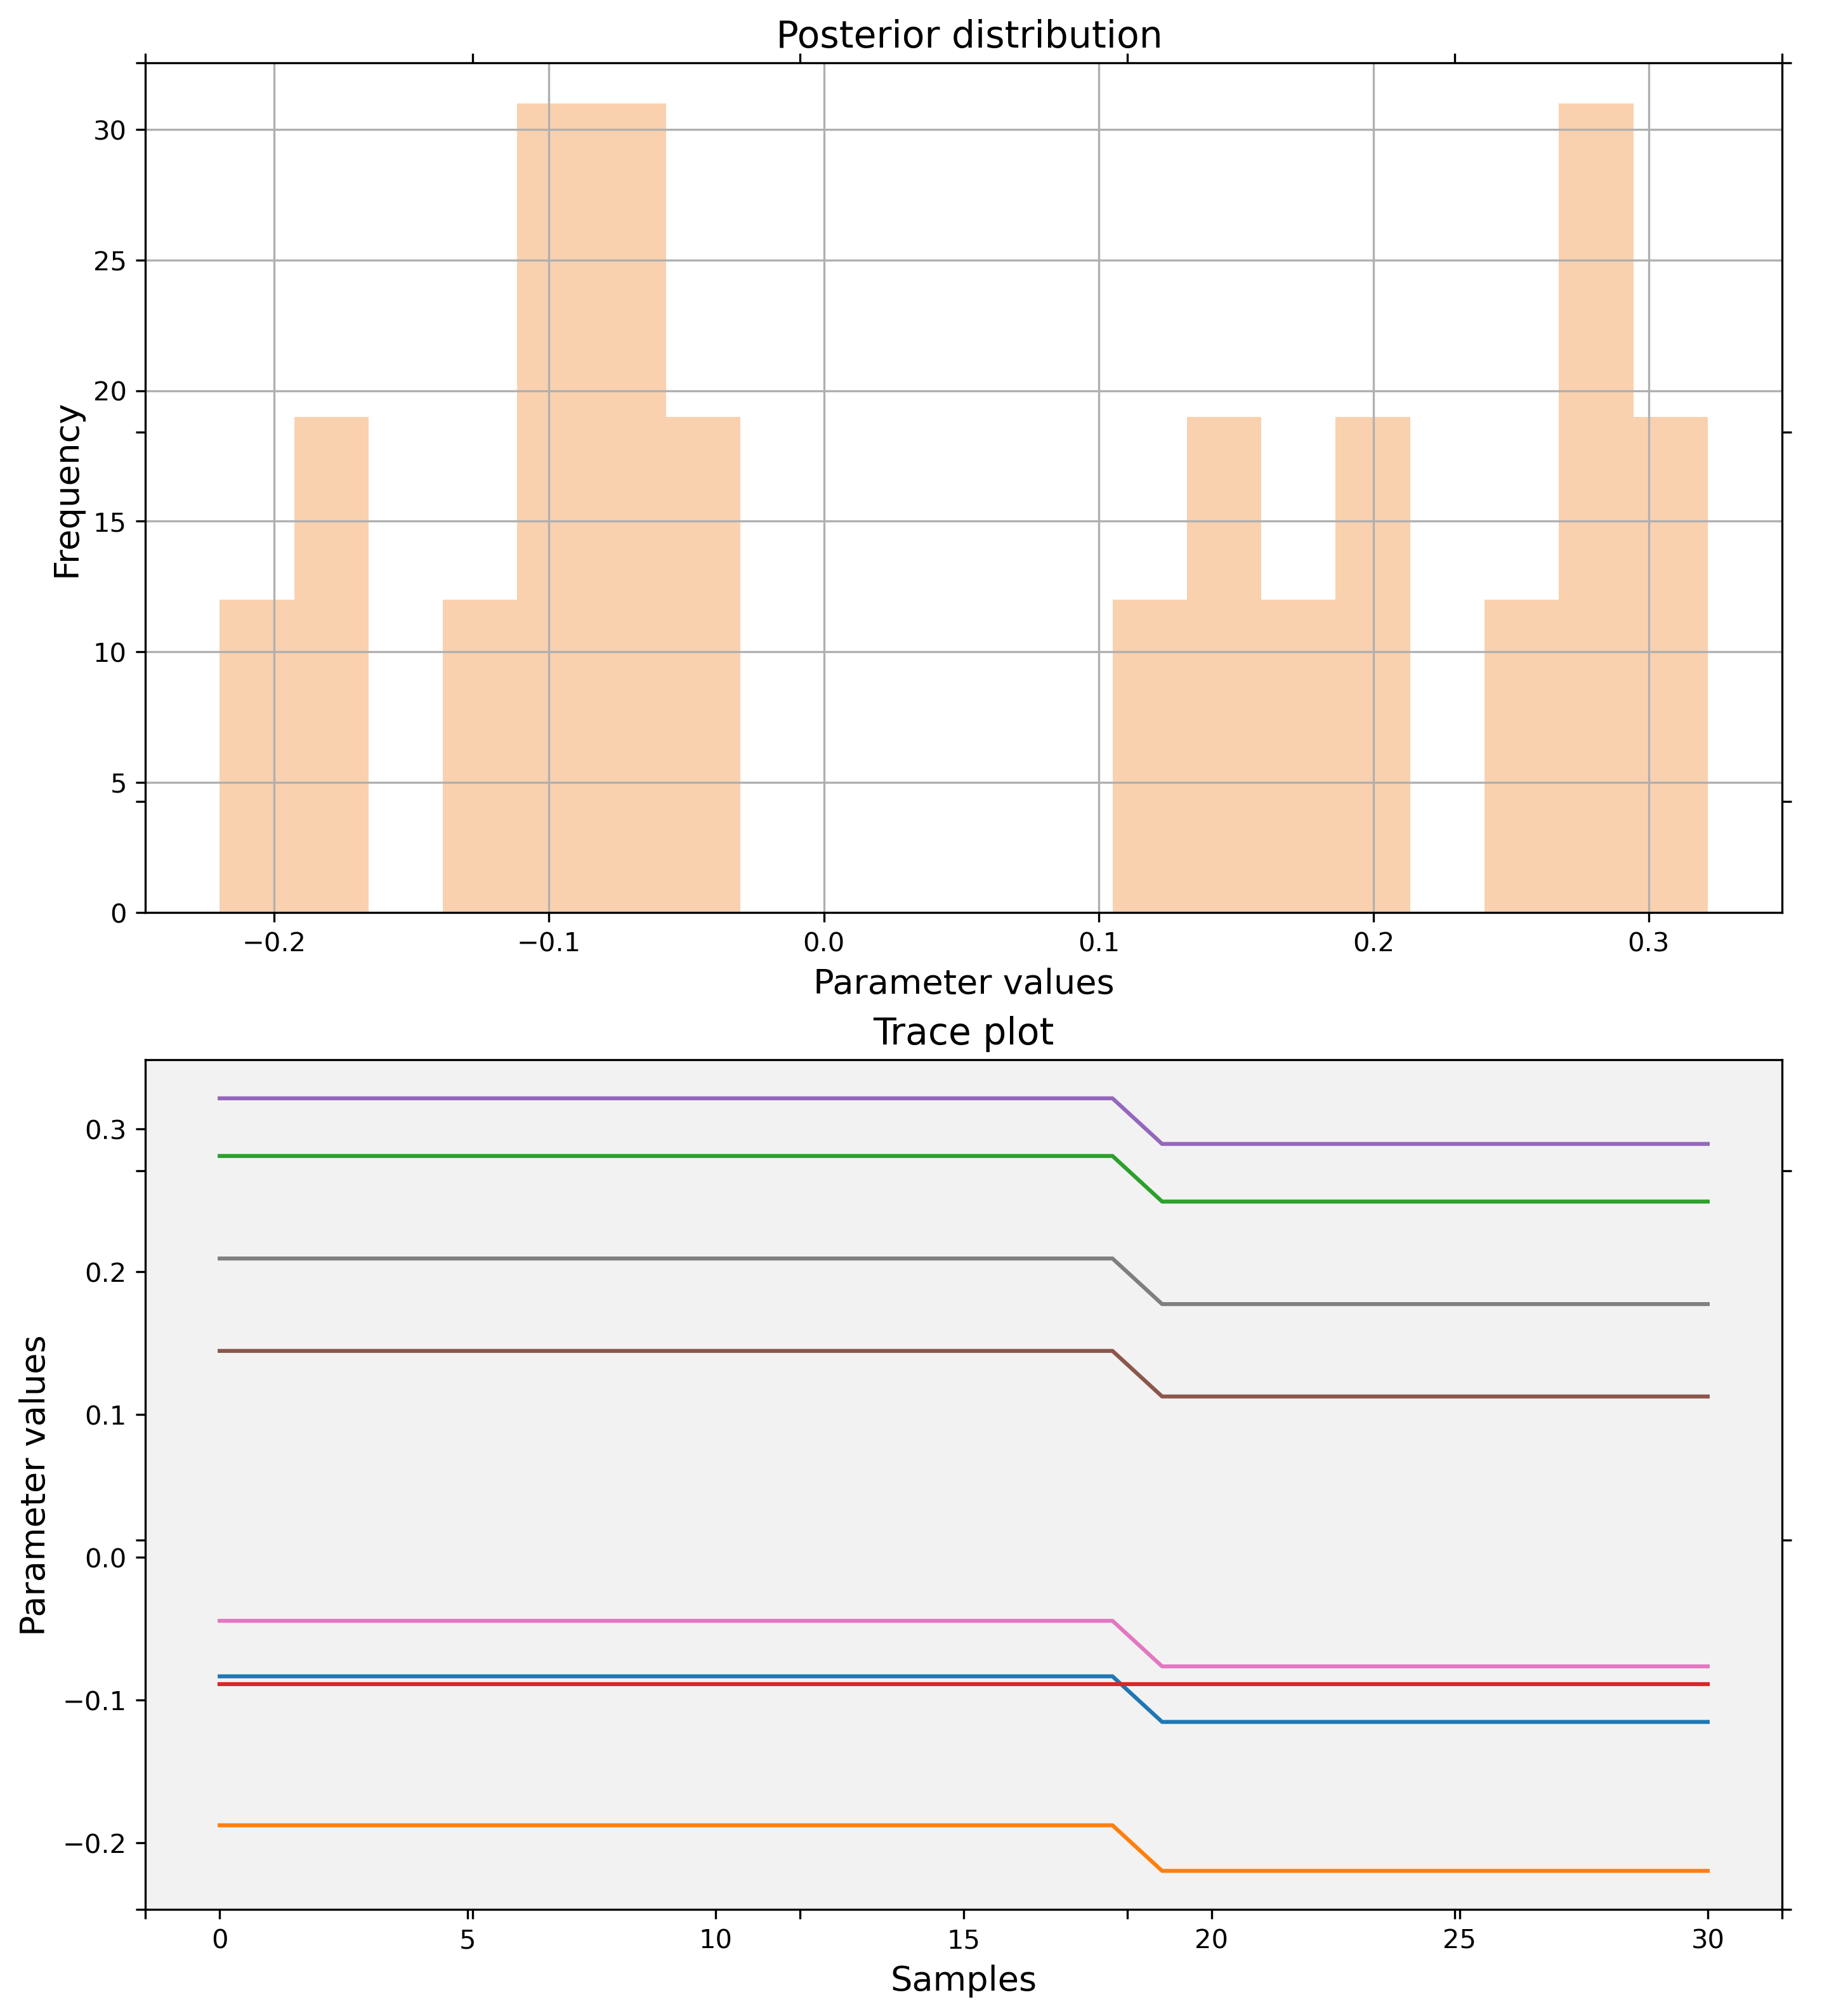 Posterior distribution
30
25
20
15
10
5
0
Frequency
−0.2 −0.1 0.0 0.1 0.2 0.3
Parameter values
Trace plot
0.3
0.2
0.1
0.0
−0.1
−0.2
Parameter values
0 5 10 15 20 25 30
Samples